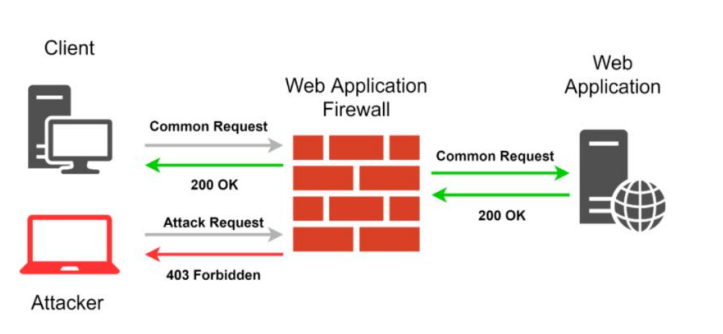 Client
Web Application
Firewall
Web
Application
Common Request
200 OK
Common Request
200 OK
Attack Request
403 Forbidden
Attacker